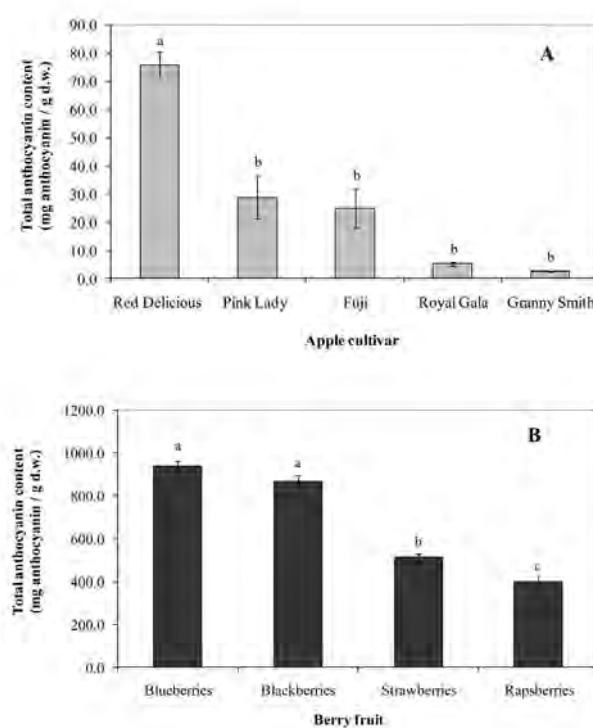 90.0
80.0
70.0
60.0
50.0
40.0
30.0
20.0
10.0
0.0
Total anthocyanin content
(mg anthocyanin / g d.w.)
A
a
b
b
b
b
Red Delicious Pink Lady Fuji Royal Gala Granny Smith
Apple cultivar
1200.0
1000.0
800.0
600.0
400.0
200.0
0.0
Total anthocyanin content
(mg anthocyanin / g d.w.)
B
a
a
b
c
Blueberries Blackberries Strawberries Rapsberries
Berry fruit